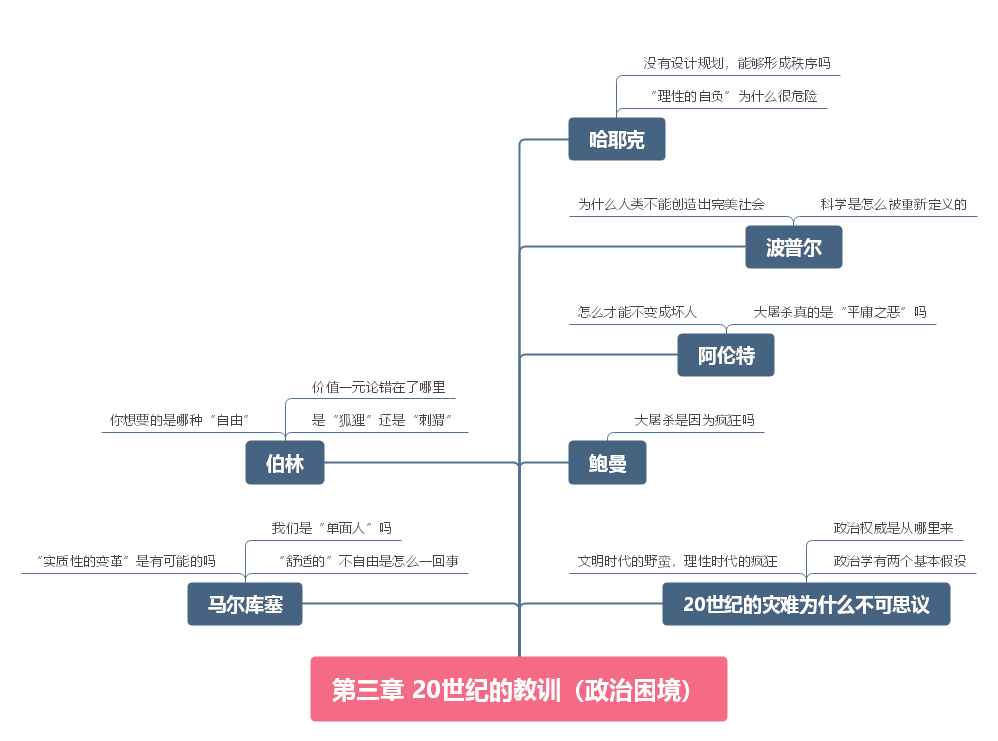 没有设计规划，能够形成秩序吗
“理性的自负”为什么很危险
哈耶克
为什么人类不能创造出完美社会
科学是怎么被重新定义的
波普尔
怎么才能不变成坏人
大屠杀真的是“平庸之恶”吗
阿伦特
价值一元论错在了哪里
你想要的是哪种“自由”
是“狐狸”还是“刺猬”
伯林
大屠杀是因为疯狂吗
鲍曼
我们是“单面人”吗
“实质性的变革”是有可能的吗
“舒适的”不自由是怎么一回事
马尔库塞
政治权威是从哪里来
文明时代的野蛮，理性时代的疯狂
政治学有两个基本假设
20世纪的灾难为什么不可思议
第三章 20世纪的教训（政治困境）